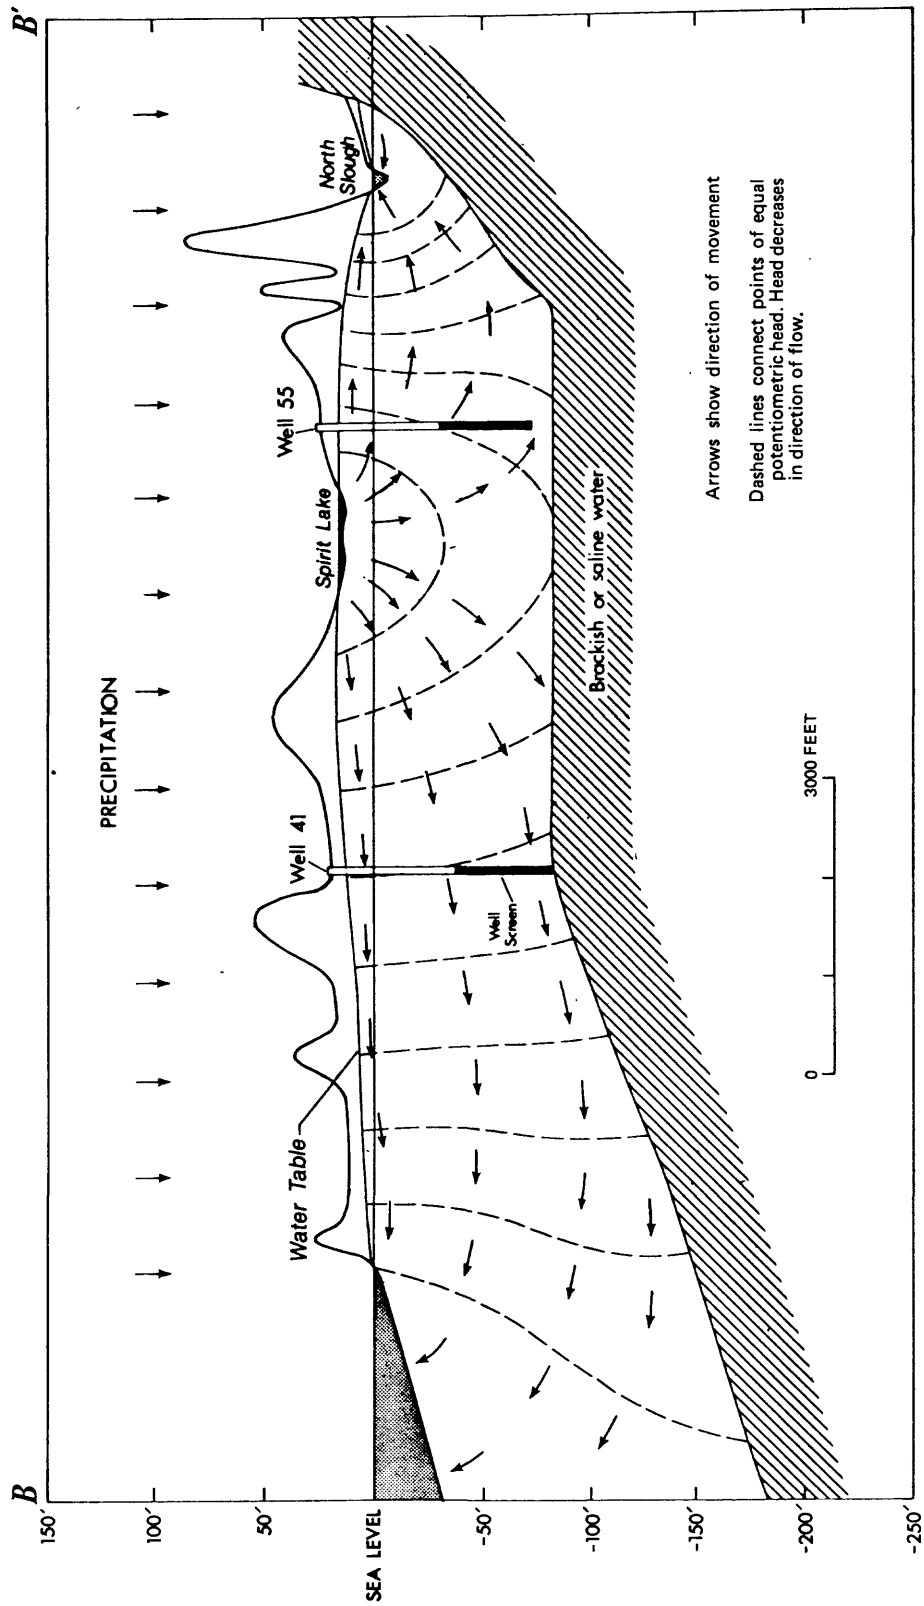 B
B'
PRECIPITATION
Water Table
Well 41
Well
Screen
Spirit Lake
Well 55
North
Slough
Brackish or saline water
Arrows show direction of movement
Dashed lines connect points of equal
potentiometric head. Head decreases
in direction of flow.
0
3000 FEET
150'
100'
50'
SEA LEVEL
-50'
-100'
-150'
-200'
-250'